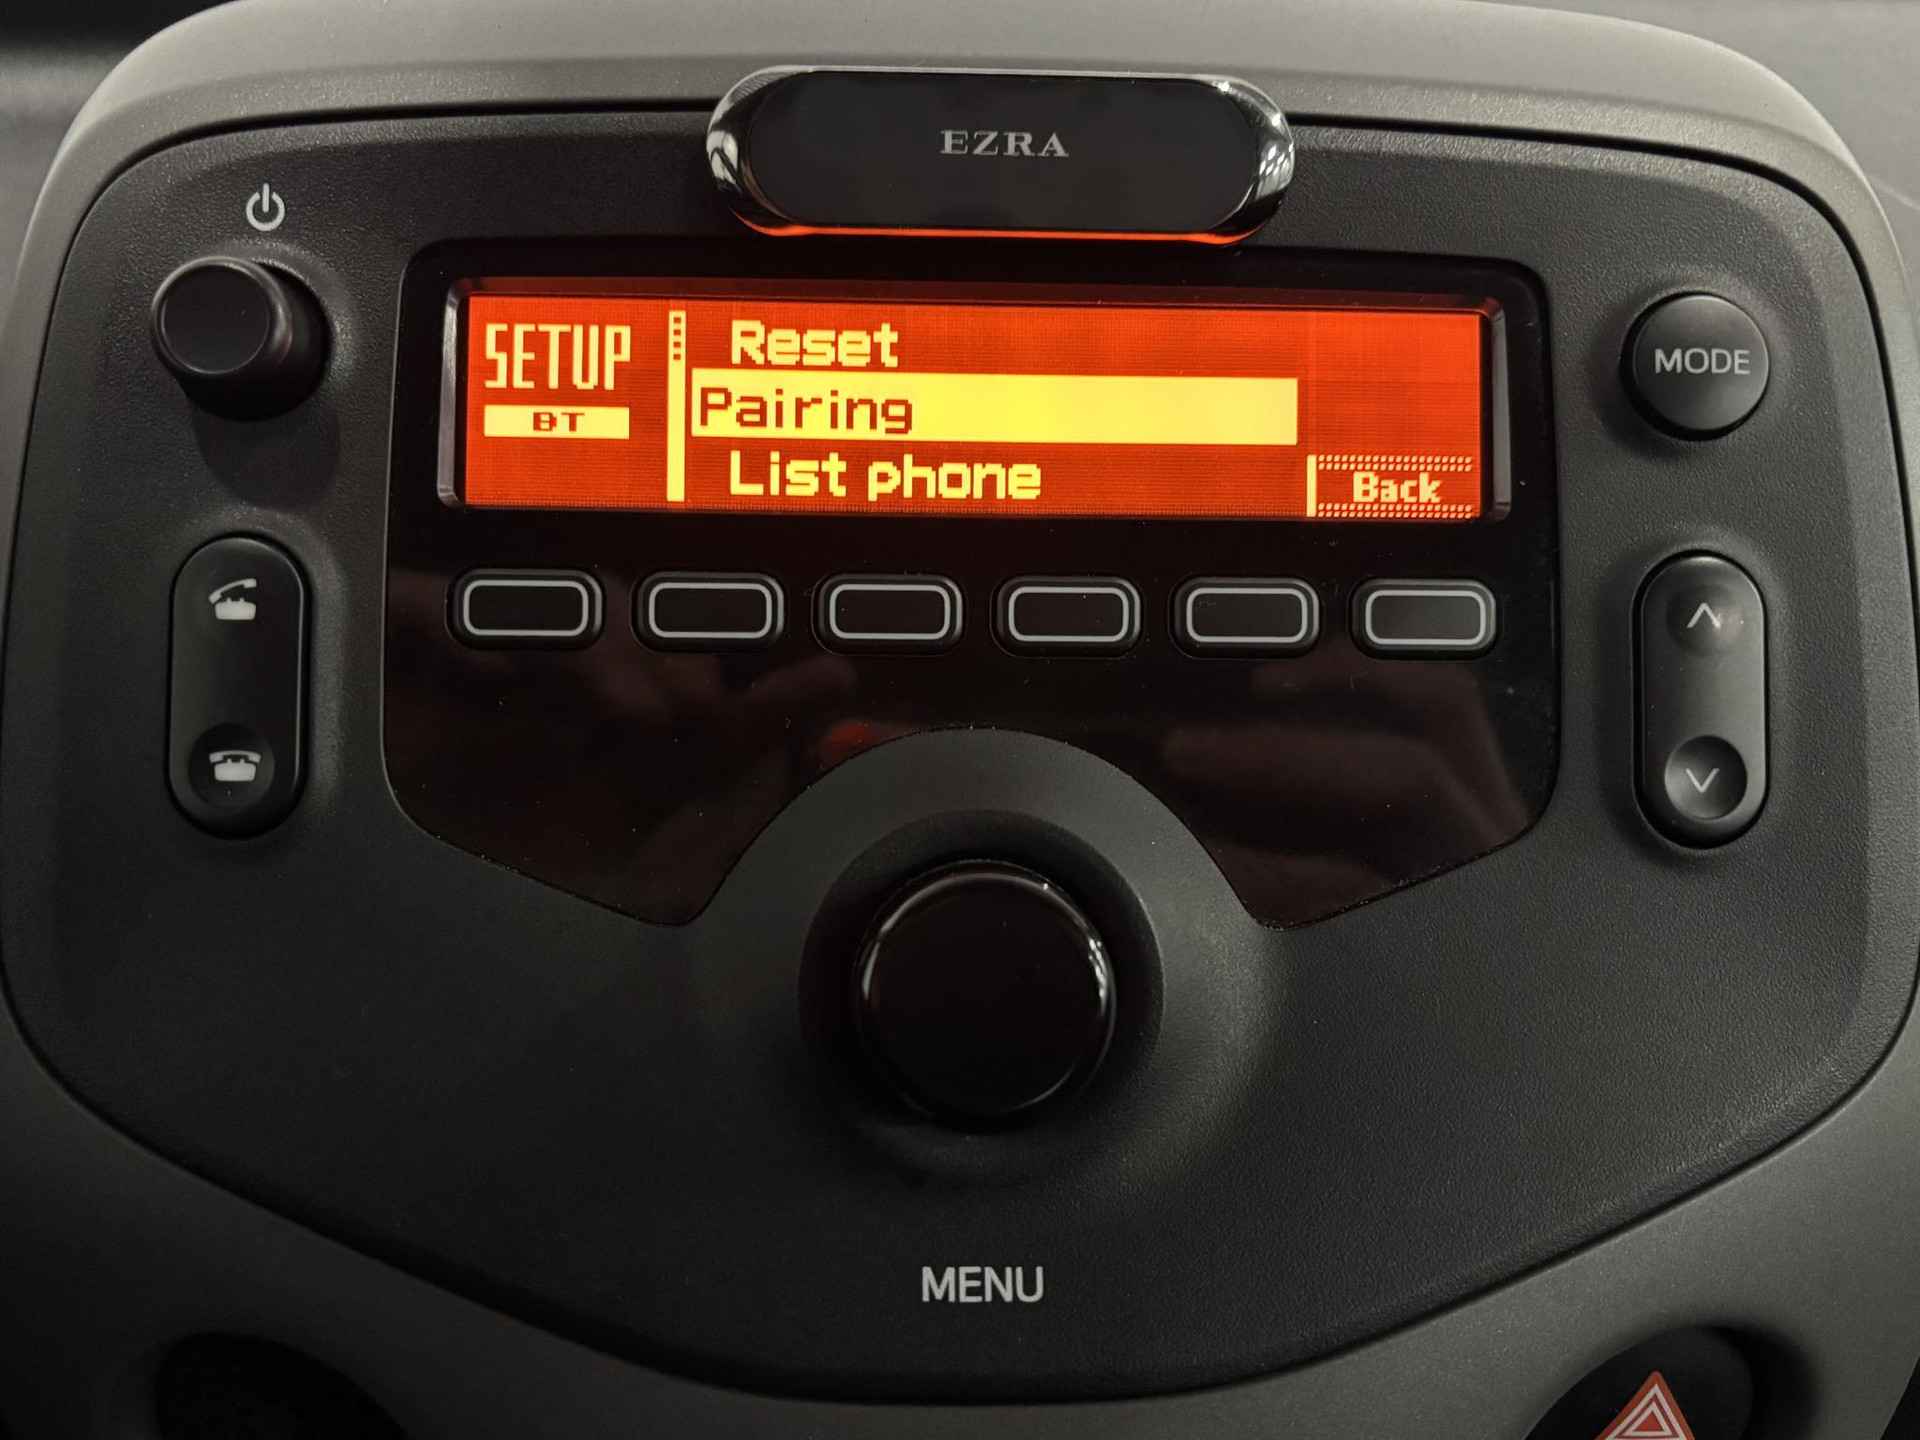 EZRA
SETUP
BT
Reset
Pairing
List phone
Back
MODE
MENU